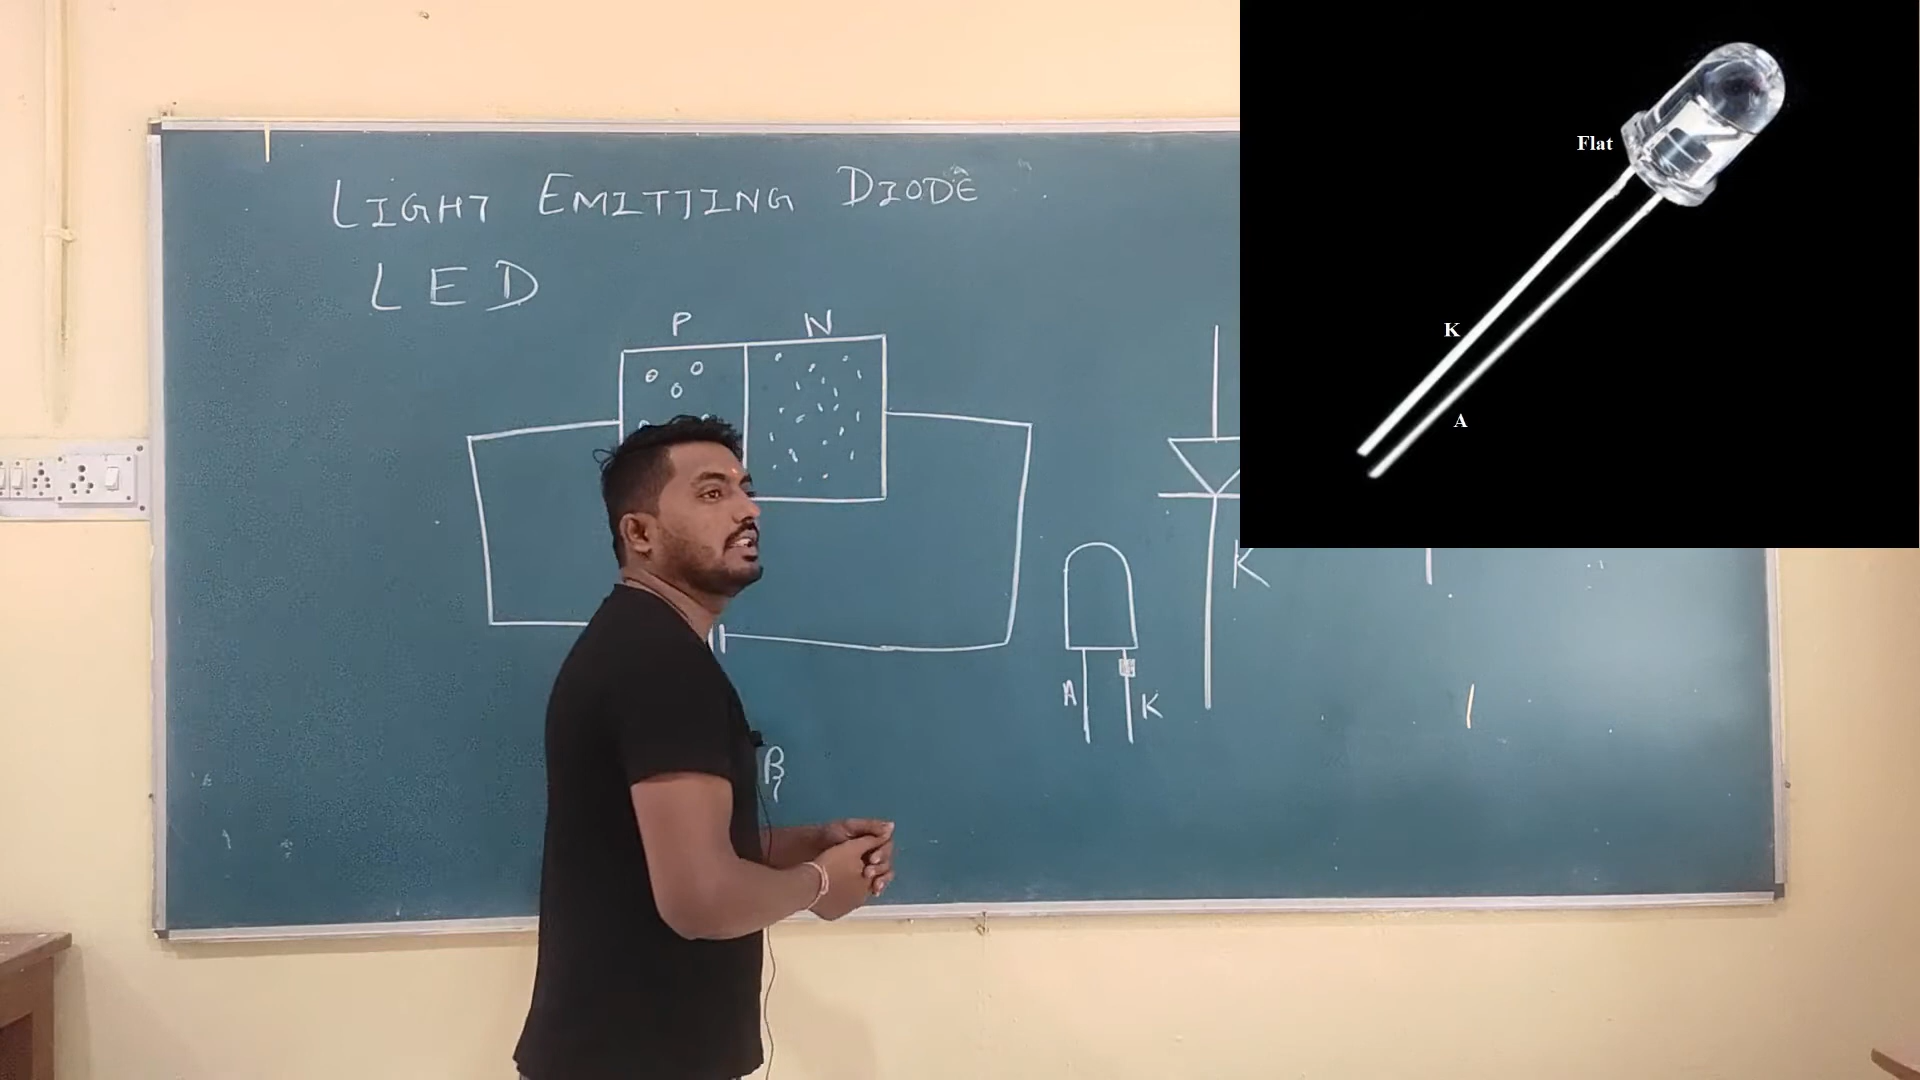 LIGHT EMITTING DIODE
LED
P N
A K
K
B
Flat
K
A